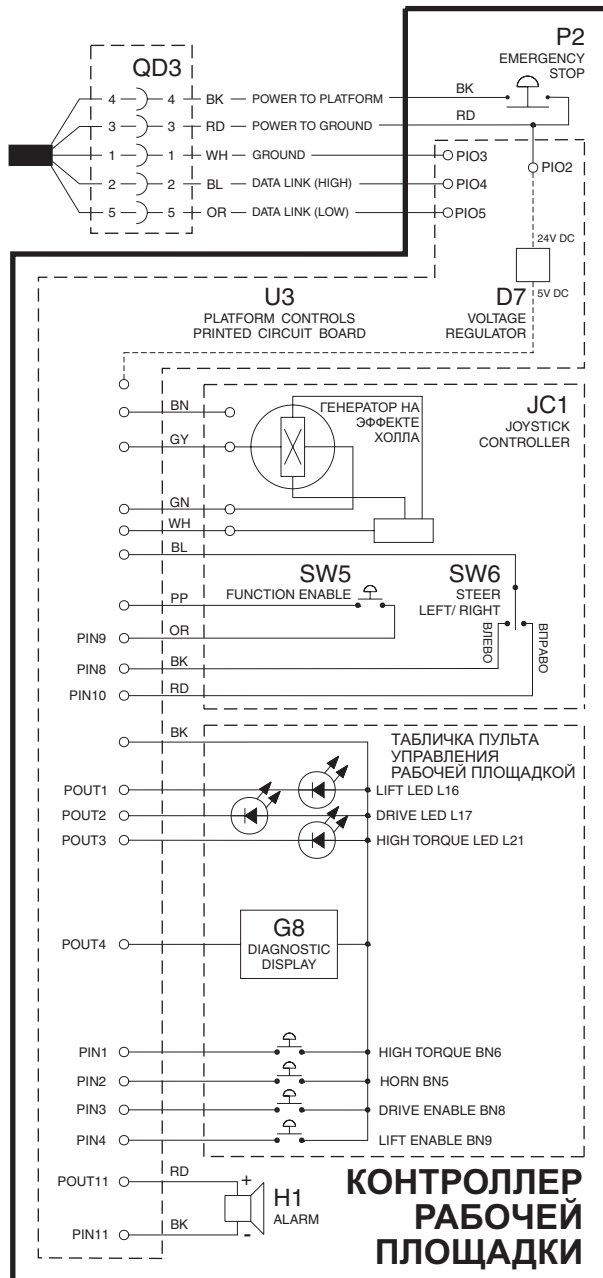 P2
EMERGENCY
STOP
QD3
4 4 BK POWER TO PLATFORM BK
3 3 RD POWER TO GROUND RD
1 1 WH GROUND PIO3
2 2 BL DATA LINK (HIGH) PIO4
5 5 OR DATA LINK (LOW) PIO5
PIO2
24V DC
5V DC
U3
PLATFORM CONTROLS
PRINTED CIRCUIT BOARD
D7
VOLTAGE
REGULATOR
JC1
JOYSTICK
CONTROLLER
ГЕНЕРАТОР НА
ЭФФЕКТЕ
ХОЛЛА
BN
GY
GN
WH
BL
SW5
FUNCTION ENABLE
SW6
STEER
LEFT/ RIGHT
ВЛЕВО
ВПРАВО
PP
PIN9 OR
PIN8 BK
PIN10 RD
BK
ТАБЛИЧКА ПУЛЬТА
УПРАВЛЕНИЯ
РАБОЧЕЙ ПЛОЩАДКОЙ
POUT1 LIFT LED L16
POUT2 DRIVE LED L17
POUT3 HIGH TORQUE LED L21
POUT4
G8
DIAGNOSTIC
DISPLAY
PIN1 HIGH TORQUE BN6
PIN2 HORN BN5
PIN3 DRIVE ENABLE BN8
PIN4 LIFT ENABLE BN9
POUT11 RD +
H1
ALARM
PIN11 BK -
КОНТРОЛЛЕР
РАБОЧЕЙ
ПЛОЩАДКИ